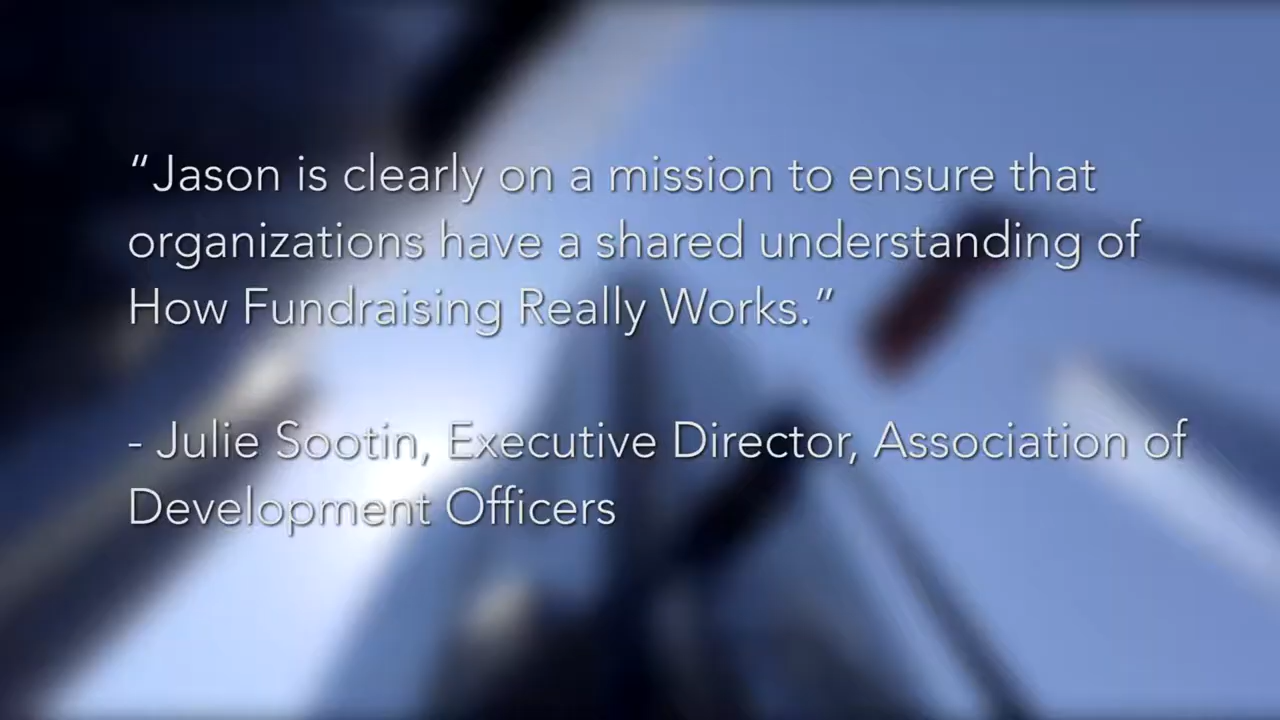 “Jason is clearly on a mission to ensure that
organizations have a shared understanding of
How Fundraising Really Works.”
- Julie Sootin, Executive Director, Association of
Development Officers